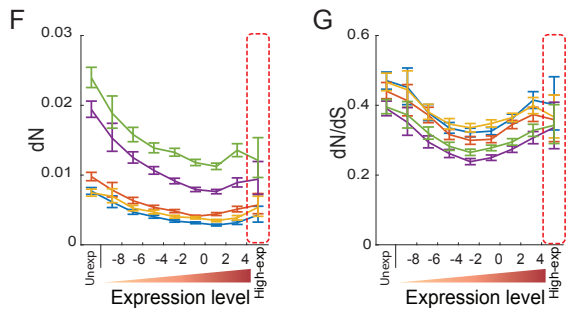 F
0.03
0.02
0.01
0
dN
Unexp
-8 -6 -4 -2 0 2 4
High-exp
Expression level
G
0.6
0.4
0.2
0
dN/dS
Unexp
-8 -6 -4 -2 0 2 4
High-exp
Expression level